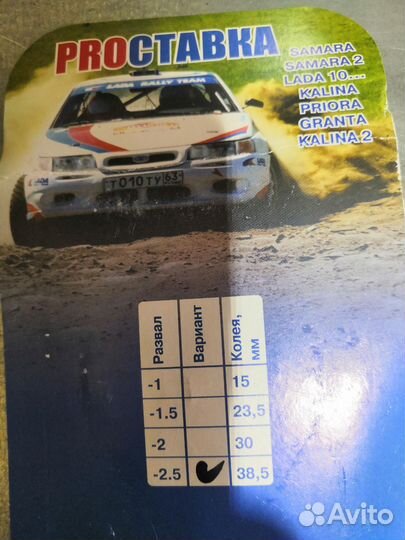 PROСТАВКА
SAMARA
SAMARA 2
LADA 10...
KALINA
PRIORA
GRANTA
KALINA 2
LADA RALLY TEAM
LADA
Т010ТУ 63
Развал Вариант Колея, мм
-1 15
-1.5 23,5
-2 30
-2.5 38,5
Avito